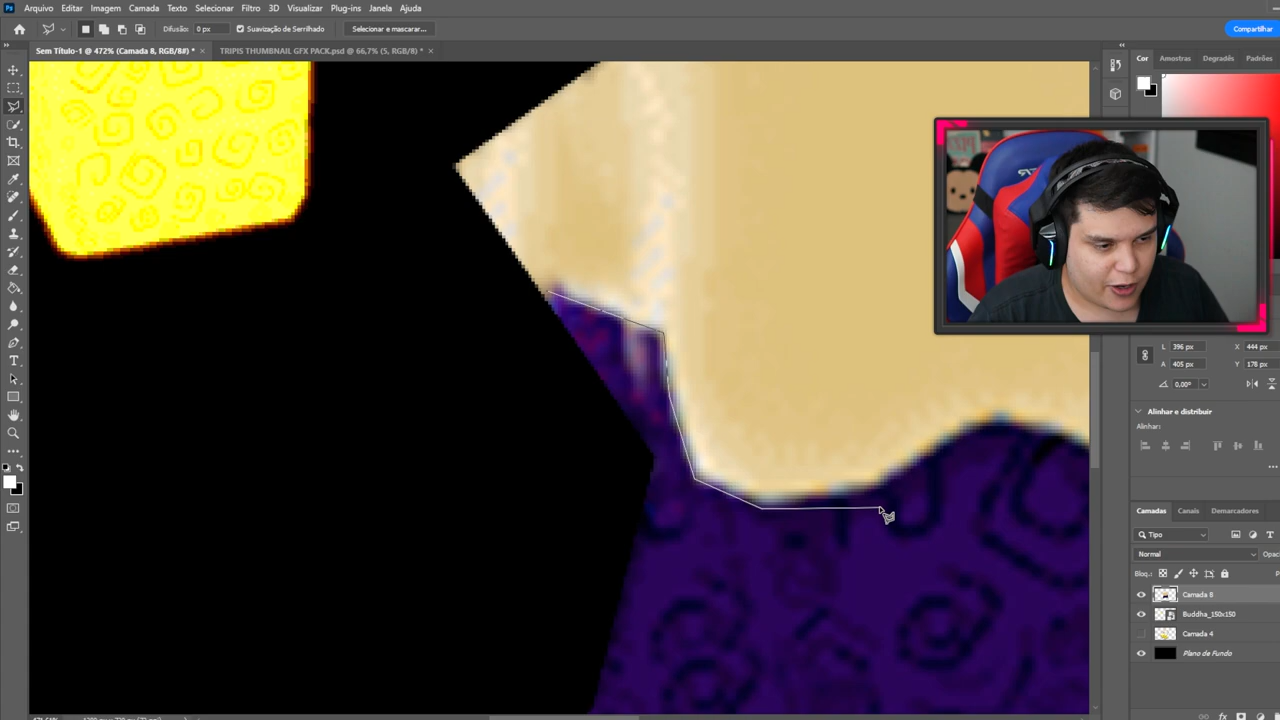 Ps Arquivo Editar Imagem Camada Texto Selecionar Filtro 3D Visualizar Plug-ins Janela Ajuda
Difusão: 0 px Suavização de Serrilhado Selecionar e mascarar... Compartilhar
Sem Título-1 @ 472% (Camada 8, RGB/8#) * × TRIPIS THUMBNAIL GFX PACK.psd @ 66,7% (5, RGB/8) * ×
Cor Amostras Degradês Padrões
L 396 px X 444 px
A 405 px Y 178 px
0,00°
Alinhar e distribuir
Alinhar:
Camadas Canais Demarcadores
Tipo
Normal Opac
Bloq.:
Camada 8
Buddha_150x150
Camada 4
Plano de Fundo
fx